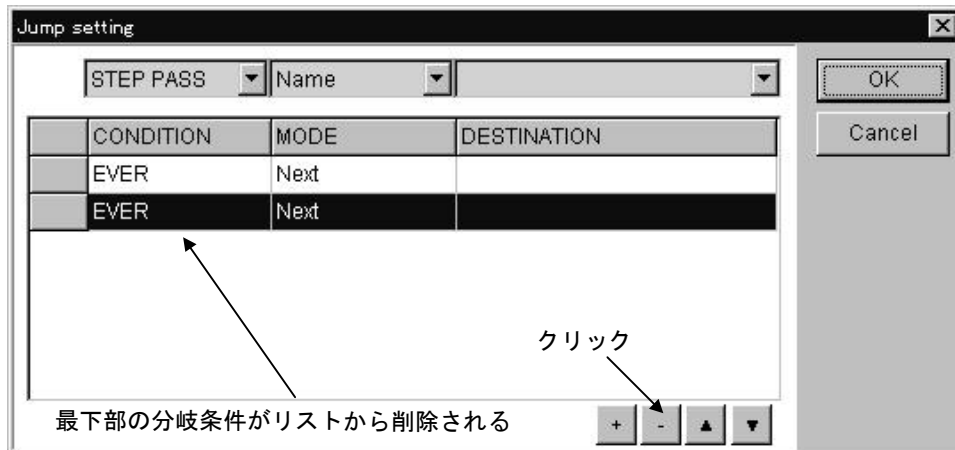 Jump setting
STEP PASS Name
OK
CONDITION MODE DESTINATION
Cancel
EVER Next
EVER Next
クリック
最下部の分岐条件がリストから削除される
+ - ▲ ▼